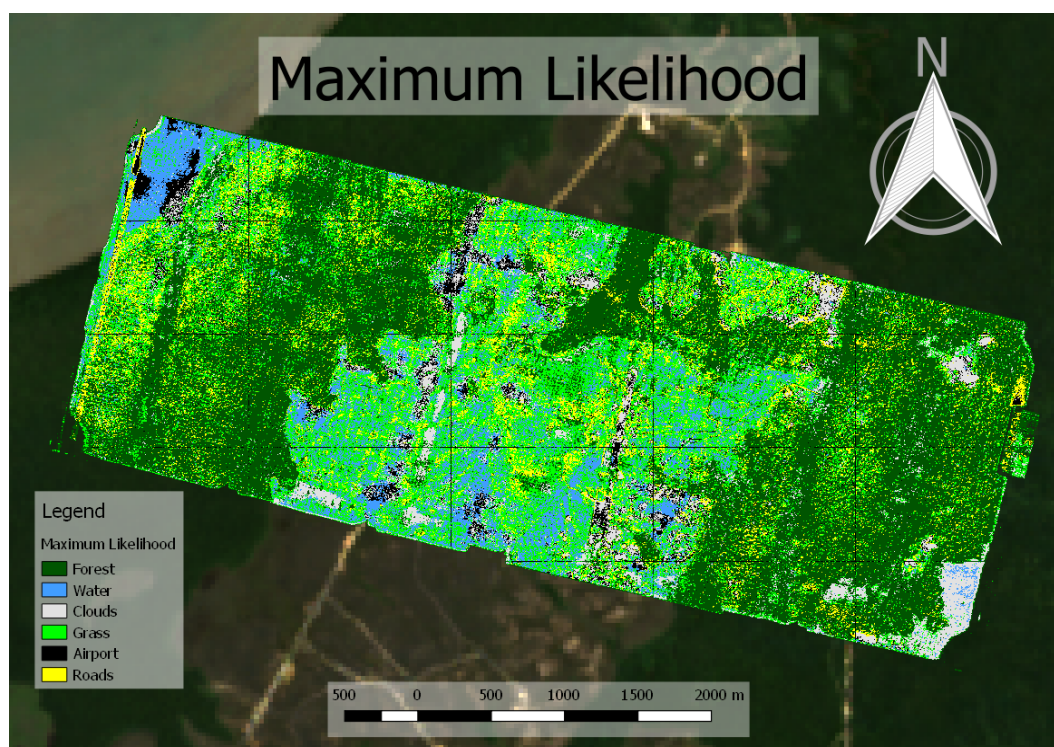 Maximum Likelihood
N
Legend
Maximum Likelihood
Forest
Water
Clouds
Grass
Airport
Roads
500 0 500 1000 1500 2000 m